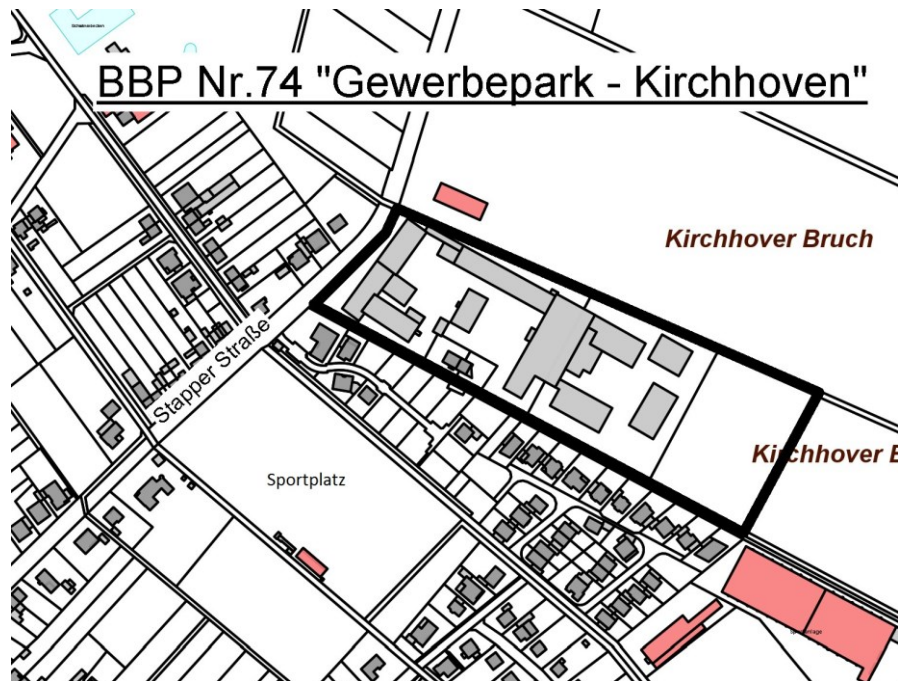 BBP Nr.74 "Gewerbepark - Kirchhoven"
Kirchhover Bruch
Stapper Straße
Kirchhover B
Sportplatz